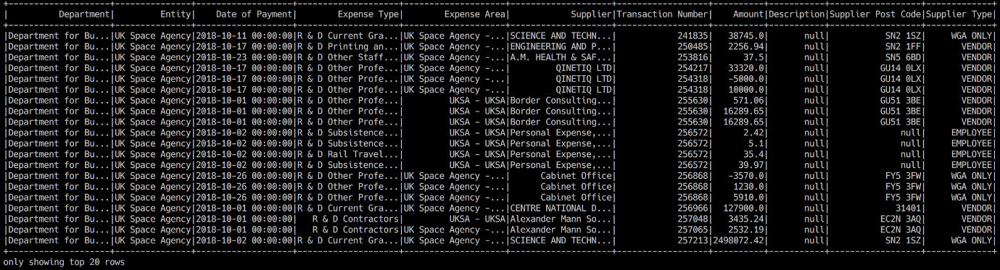 +--------------------+---------------+-------------------+--------------------+--------------------+--------------------+------------------+----------+-----------+------------------+-------------+
|          Department|         Entity|    Date of Payment|        Expense Type|        Expense Area|            Supplier|Transaction Number|    Amount|Description|Supplier Post Code|Supplier Type|
+--------------------+---------------+-------------------+--------------------+--------------------+--------------------+------------------+----------+-----------+------------------+-------------+
|Department for Bu...|UK Space Agency|2018-10-11 00:00:00|R & D Current Gra...|UK Space Agency -...|SCIENCE AND TECHN...|            241835|   38745.0|       null|           SN2 1SZ|     WGA ONLY|
|Department for Bu...|UK Space Agency|2018-10-17 00:00:00|R & D Printing an...|UK Space Agency -...|ENGINEERING AND P...|            250485|   2256.94|       null|           SN2 1FF|       VENDOR|
|Department for Bu...|UK Space Agency|2018-10-23 00:00:00|R & D Other Staff...|UK Space Agency -...|A.M. HEALTH & SAF...|            253816|      37.5|       null|           SN5 6BD|       VENDOR|
|Department for Bu...|UK Space Agency|2018-10-17 00:00:00|R & D Other Profe...|UK Space Agency -...|         QINETIQ LTD|            254217|   33320.0|       null|          GU14 0LX|       VENDOR|
|Department for Bu...|UK Space Agency|2018-10-17 00:00:00|R & D Other Profe...|UK Space Agency -...|         QINETIQ LTD|            254318|   -5000.0|       null|          GU14 0LX|       VENDOR|
|Department for Bu...|UK Space Agency|2018-10-17 00:00:00|R & D Other Profe...|UK Space Agency -...|         QINETIQ LTD|            254318|   10000.0|       null|          GU14 0LX|       VENDOR|
|Department for Bu...|UK Space Agency|2018-10-01 00:00:00|R & D Other Profe...|         UKSA - UKSA|Border Consulting...|            255630|    571.06|       null|          GU51 3BE|       VENDOR|
|Department for Bu...|UK Space Agency|2018-10-01 00:00:00|R & D Other Profe...|         UKSA - UKSA|Border Consulting...|            255630|  16289.65|       null|          GU51 3BE|       VENDOR|
|Department for Bu...|UK Space Agency|2018-10-01 00:00:00|R & D Other Profe...|         UKSA - UKSA|Border Consulting...|            255630|  16289.65|       null|          GU51 3BE|       VENDOR|
|Department for Bu...|UK Space Agency|2018-10-02 00:00:00|R & D Subsistence...|         UKSA - UKSA|Personal Expense,...|            256572|      2.42|       null|              null|     EMPLOYEE|
|Department for Bu...|UK Space Agency|2018-10-02 00:00:00|R & D Subsistence...|         UKSA - UKSA|Personal Expense,...|            256572|       5.1|       null|              null|     EMPLOYEE|
|Department for Bu...|UK Space Agency|2018-10-02 00:00:00|R & D Rail Travel...|         UKSA - UKSA|Personal Expense,...|            256572|      35.4|       null|              null|     EMPLOYEE|
|Department for Bu...|UK Space Agency|2018-10-02 00:00:00|R & D Subsistence...|         UKSA - UKSA|Personal Expense,...|            256572|     39.97|       null|              null|     EMPLOYEE|
|Department for Bu...|UK Space Agency|2018-10-26 00:00:00|R & D Other Profe...|UK Space Agency -...|      Cabinet Office|            256868|   -3570.0|       null|           FY5 3FW|     WGA ONLY|
|Department for Bu...|UK Space Agency|2018-10-26 00:00:00|R & D Other Profe...|UK Space Agency -...|      Cabinet Office|            256868|    1230.0|       null|           FY5 3FW|     WGA ONLY|
|Department for Bu...|UK Space Agency|2018-10-26 00:00:00|R & D Other Profe...|UK Space Agency -...|      Cabinet Office|            256868|    5910.0|       null|           FY5 3FW|     WGA ONLY|
|Department for Bu...|UK Space Agency|2018-10-01 00:00:00|R & D Current Gra...|UK Space Agency -...|CENTRE NATIONAL D...|            256966|  127900.0|       null|             31401|       VENDOR|
|Department for Bu...|UK Space Agency|2018-10-01 00:00:00|   R & D Contractors|         UKSA - UKSA|Alexander Mann So...|            257048|   3435.24|       null|          EC2N 3AQ|       VENDOR|
|Department for Bu...|UK Space Agency|2018-10-01 00:00:00|   R & D Contractors|UK Space Agency -...|Alexander Mann So...|            257065|   2532.19|       null|          EC2N 3AQ|       VENDOR|
|Department for Bu...|UK Space Agency|2018-10-02 00:00:00|R & D Current Gra...|UK Space Agency -...|SCIENCE AND TECHN...|            257213|2498072.42|       null|           SN2 1SZ|     WGA ONLY|
+--------------------+---------------+-------------------+--------------------+--------------------+--------------------+------------------+----------+-----------+------------------+-------------+
only showing top 20 rows